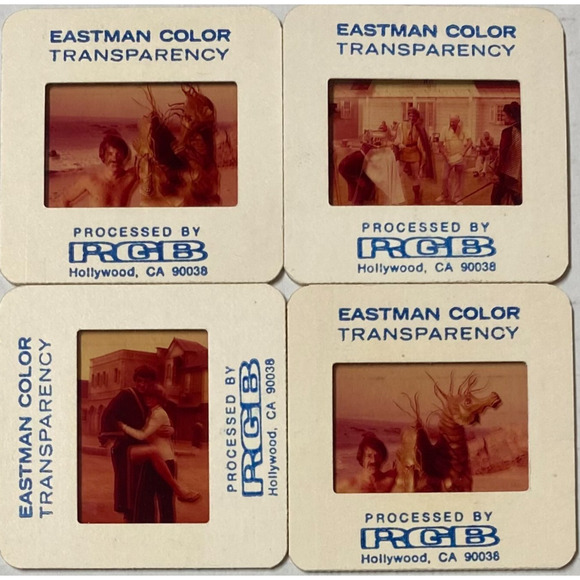 EASTMAN COLOR
TRANSPARENCY
PROCESSED BY
RGB
Hollywood, CA 90038
EASTMAN COLOR
TRANSPARENCY
PROCESSED BY
RGB
Hollywood, CA 90038
EASTMAN COLOR
TRANSPARENCY
PROCESSED BY
RGB
Hollywood, CA 90038
EASTMAN COLOR
TRANSPARENCY
PROCESSED BY
RGB
Hollywood, CA 90038